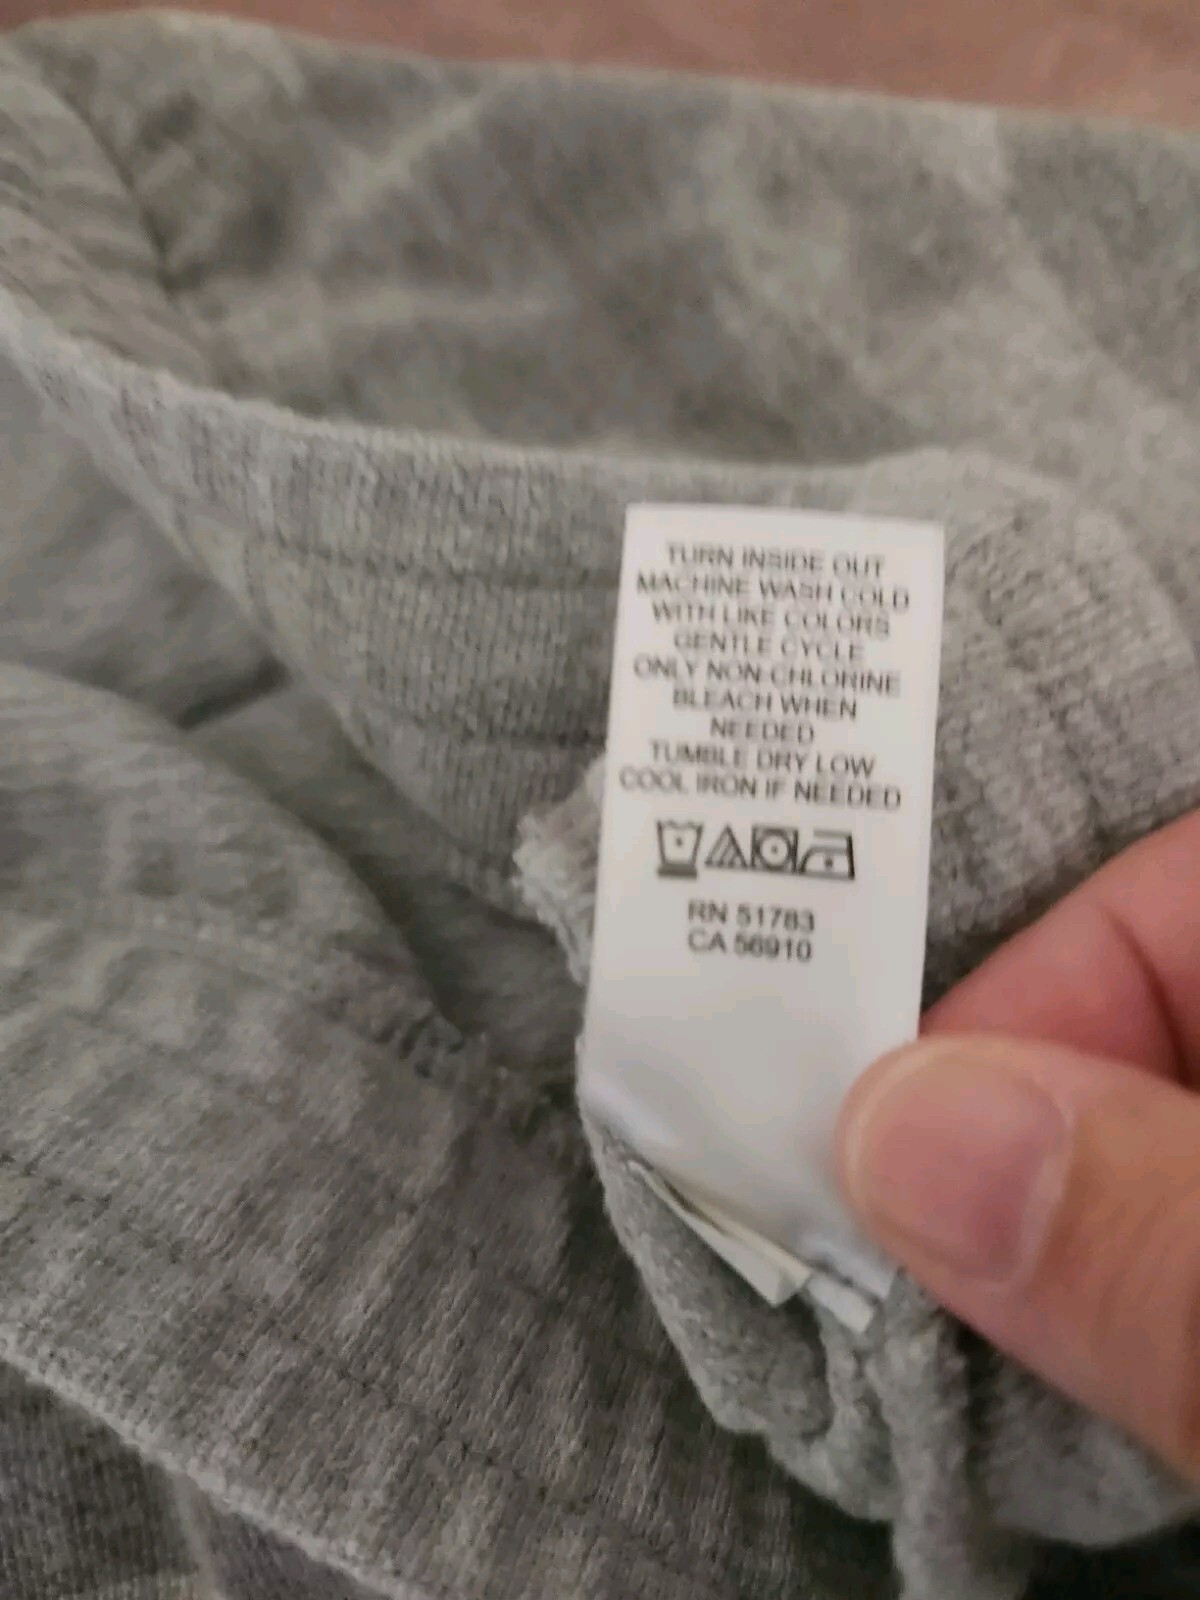 TURN INSIDE OUT
MACHINE WASH COLD
WITH LIKE COLORS
GENTLE CYCLE
ONLY NON-CHLORINE
BLEACH WHEN
NEEDED
TUMBLE DRY LOW
COOL IRON IF NEEDED
RN 51783
CA 56910